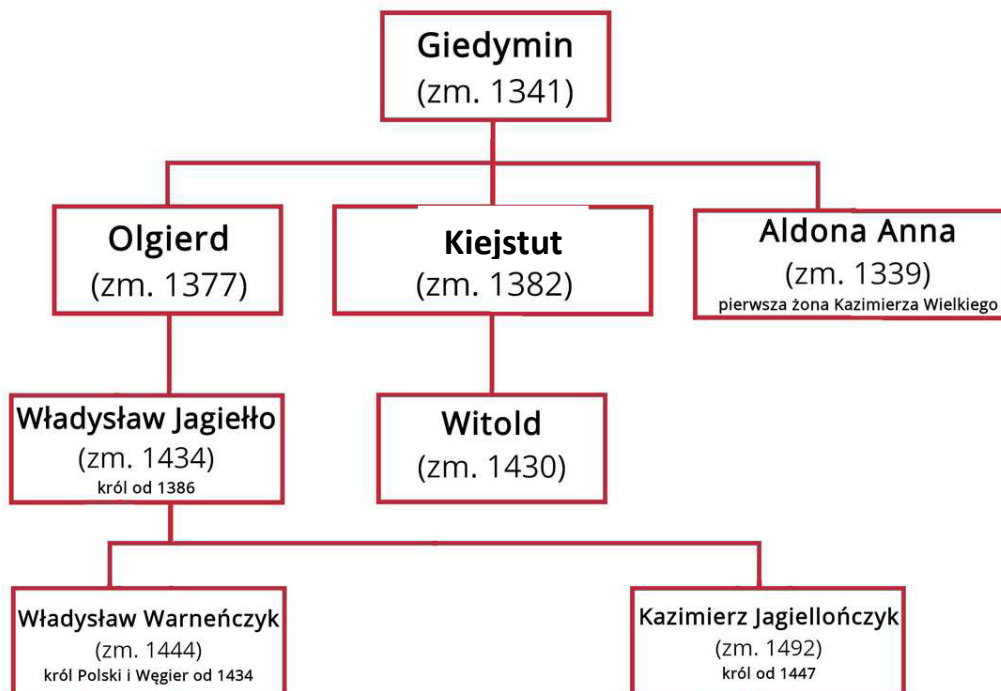 Giedymin
(zm. 1341)
Olgierd
(zm. 1377)
Kiejstut
(zm. 1382)
Aldona Anna
(zm. 1339)
pierwsza żona Kazimierza Wielkiego
Władysław Jagiełło
(zm. 1434)
król od 1386
Witold
(zm. 1430)
Władysław Warneńczyk
(zm. 1444)
król Polski i Węgier od 1434
Kazimierz Jagiellończyk
(zm. 1492)
król od 1447